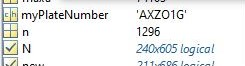 myPlateNumber 'AXZO1G'
n 1296
N 240x605 logical